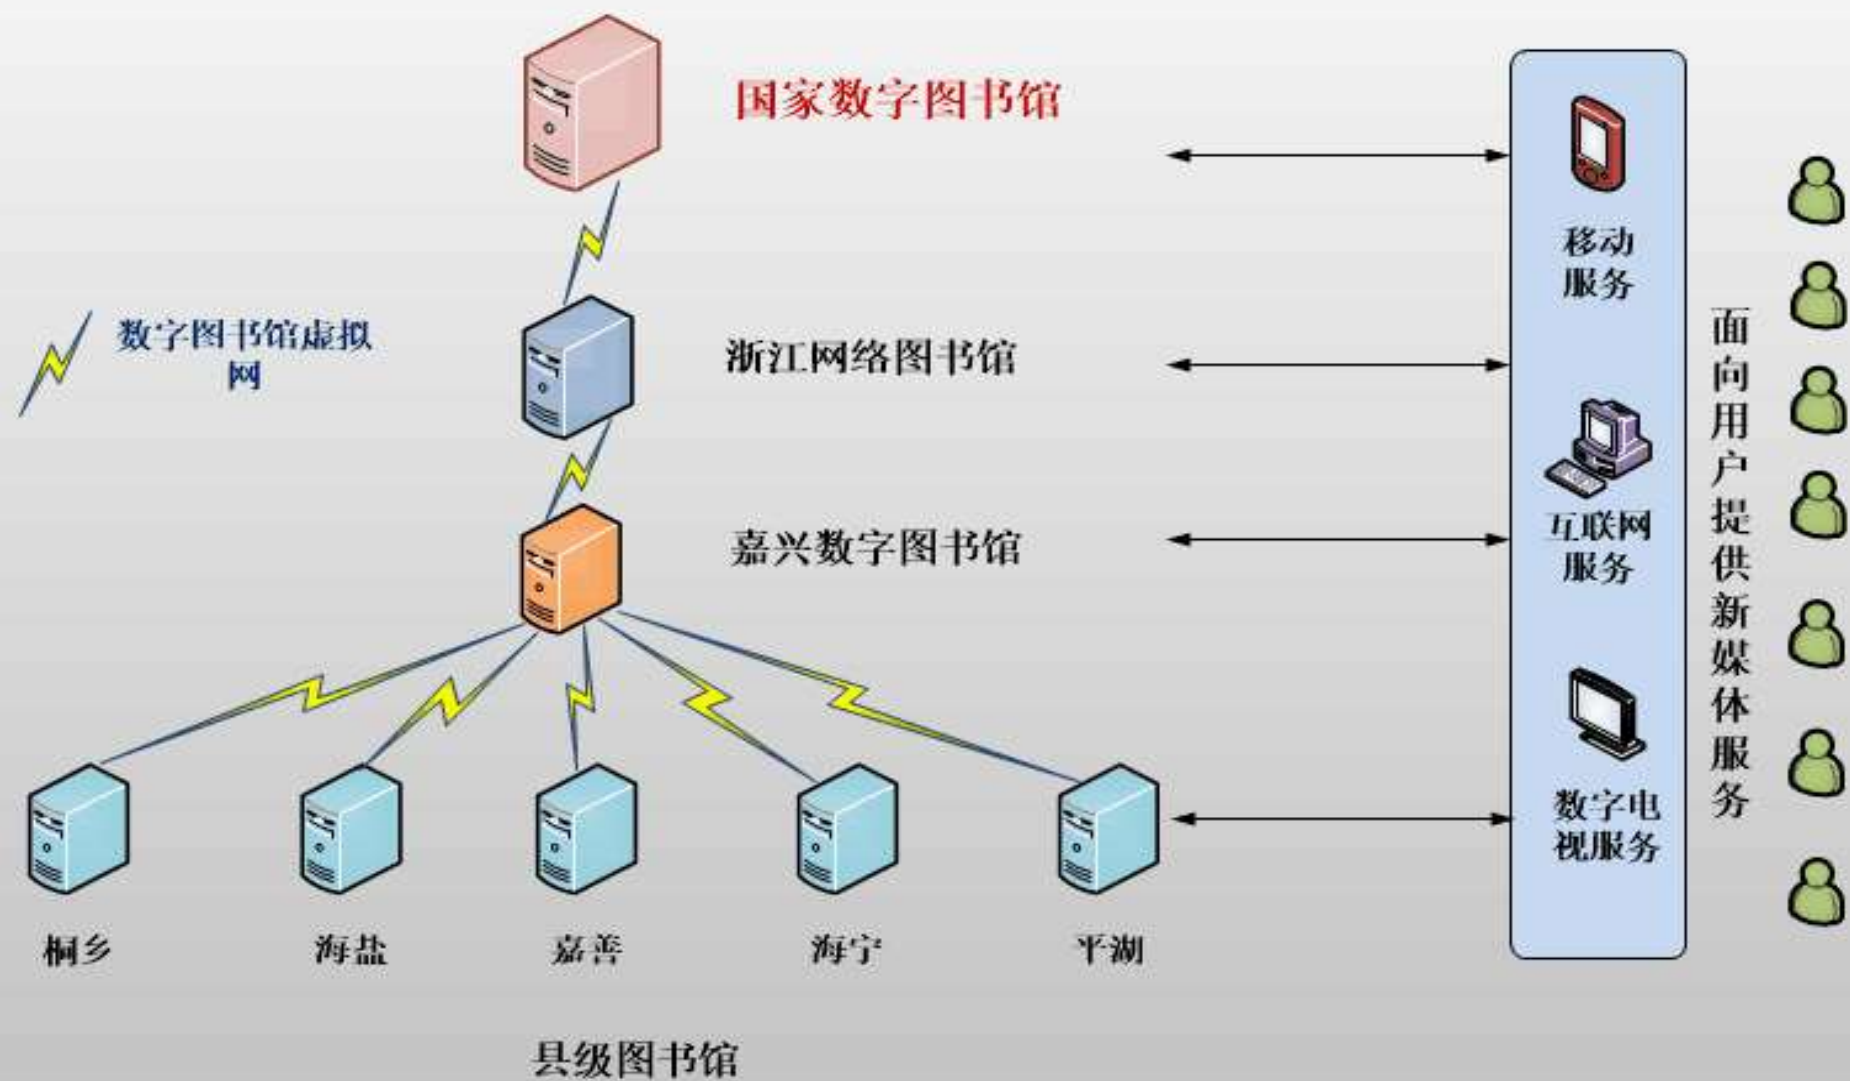 国家数字图书馆
数字图书馆虚拟
网
浙江网络图书馆
嘉兴数字图书馆
桐乡
海盐
嘉善
海宁
平湖
县级图书馆
移动
服务
互联网
服务
数字电
视服务
面向用户提供新媒体服务